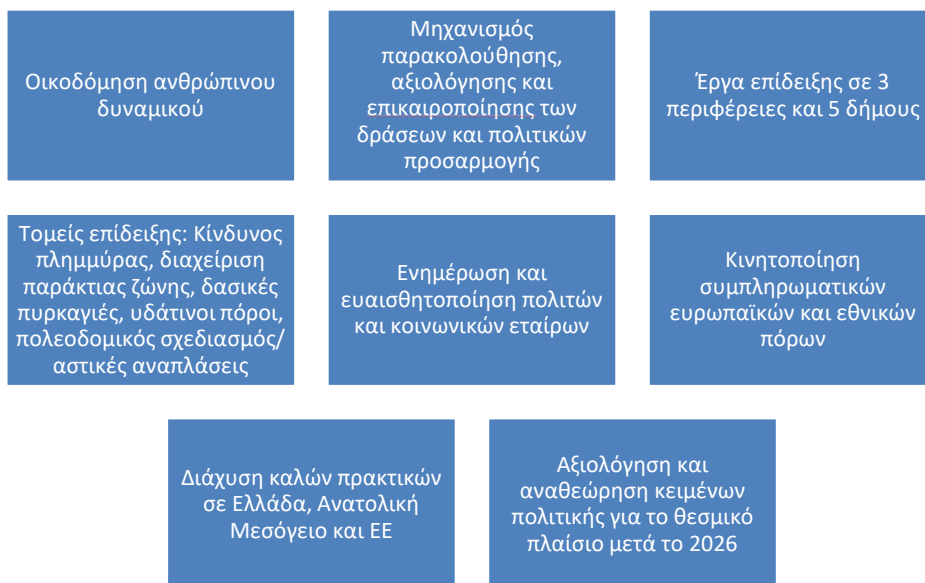 Οικοδόμηση ανθρώπινου
δυναμικού
Μηχανισμός
παρακολούθησης,
αξιολόγησης και
επικαιροποίησης των
δράσεων και πολιτικών
προσαρμογής
Έργα επίδειξης σε 3
περιφέρειες και 5 δήμους
Τομείς επίδειξης: Κίνδυνος
πλημμύρας, διαχείριση
παράκτιας ζώνης, δασικές
πυρκαγιές, υδάτινοι πόροι,
πολεοδομικός σχεδιασμός/
αστικές αναπλάσεις
Ενημέρωση και
ευαισθητοποίηση πολιτών
και κοινωνικών εταίρων
Κινητοποίηση
συμπληρωματικών
ευρωπαϊκών και εθνικών
πόρων
Διάχυση καλών πρακτικών
σε Ελλάδα, Ανατολική
Μεσόγειο και ΕΕ
Αξιολόγηση και
αναθεώρηση κειμένων
πολιτικής για το θεσμικό
πλαίσιο μετά το 2026